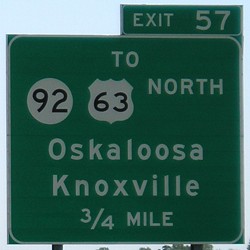 EXIT 57
TO
92 63 NORTH
Oskaloosa
Knoxville
3/4 MILE